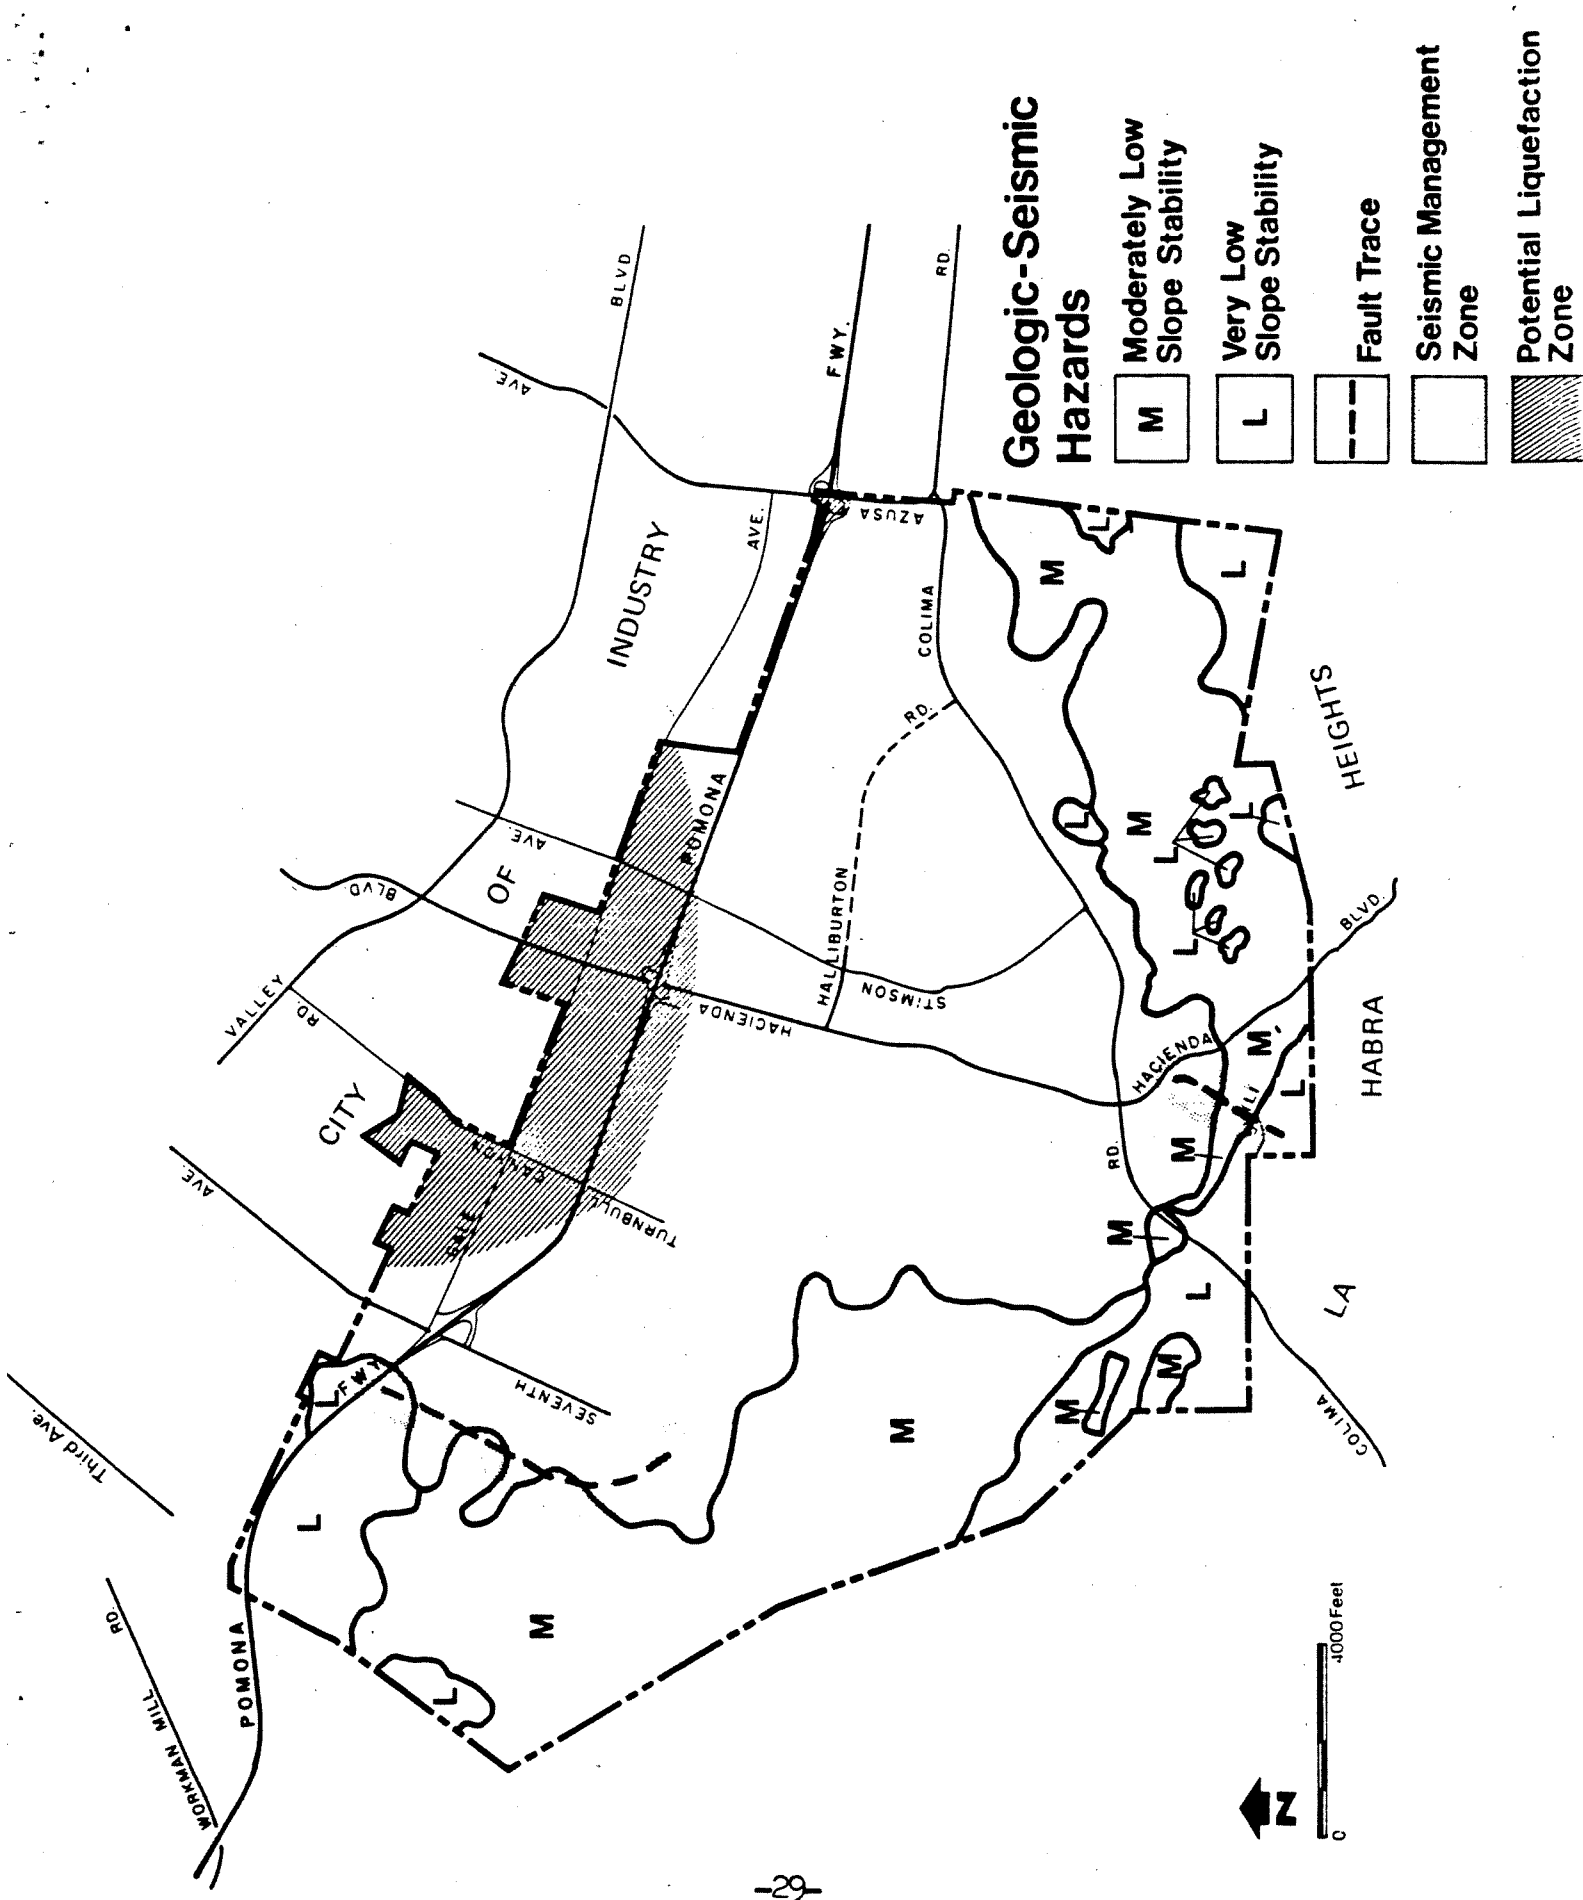 Geologic-Seismic
Hazards
M
Moderately Low
Slope Stability
L
Very Low
Slope Stability
Fault Trace
Seismic Management
Zone
Potential Liquefaction
Zone
WORKMAN MILL
RD.
Third Ave.
POMONA
FWY
L
L
L
M
SEVENTH
AVE.
CITY
OF
INDUSTRY
VALLEY
BLVD
RD.
BLVD.
AVE.
AVE.
AVE.
GALE
CANYON
TURNBULL
POMONA
FWY.
HACIENDA
HALLIBURTON
RD.
STIMSON
AZUSA
COLIMA
RD.
RD.
HACIENDA
BLVD.
COLIMA
M
M
M
L
M
M
M
L
L
L
L
M
L
M
L
L
LA
HABRA
HEIGHTS
N
0
4000 Feet
-29-